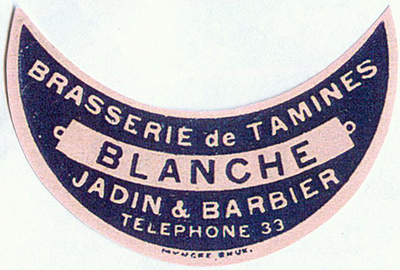 BRASSERIE de TAMINES
BLANCHE
JADIN & BARBIER
TELEPHONE 33